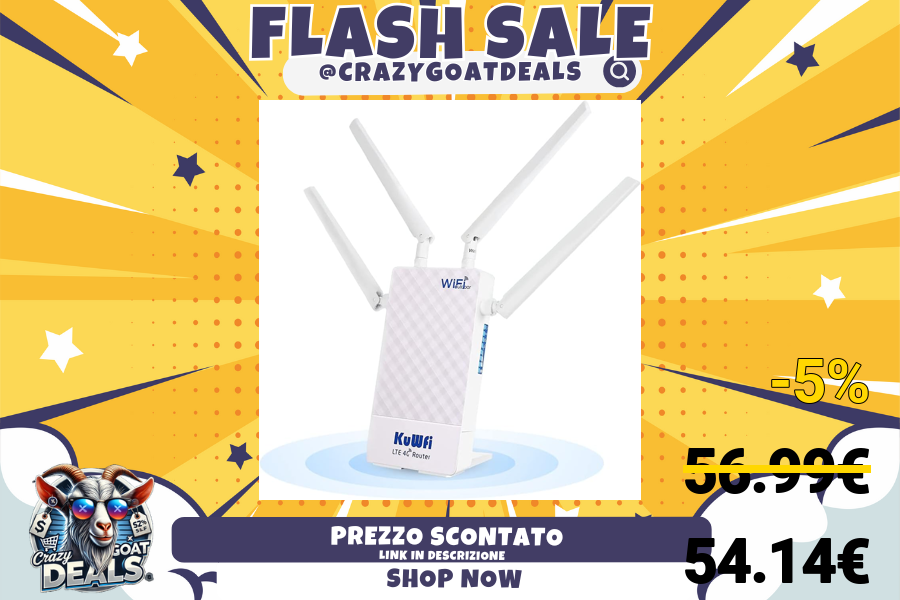 FLASH SALE
@CRAZYGOATDEALS
WiFi
KuWFi
LTE 4G Router
-5%
56.99€
PREZZO SCONTATO
LINK IN DESCRIZIONE
SHOP NOW
54.14€
$
52%
Crazy
GOAT
DEALS